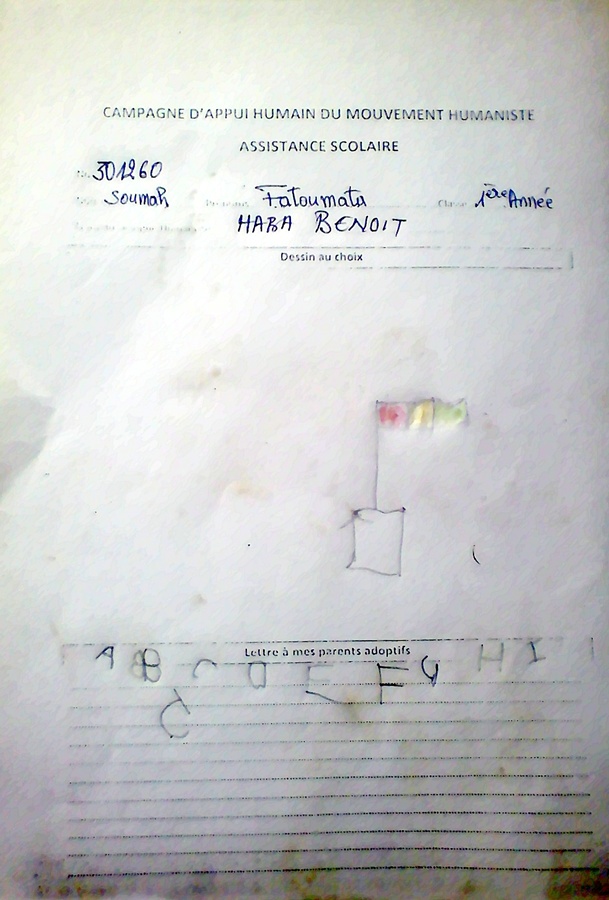 CAMPAGNE D'APPUI HUMAIN DU MOUVEMENT HUMANISTE
ASSISTANCE SCOLAIRE
301260
Soumah Fatoumata Classe 1ère Année
HABA BENOIT
Dessin au choix
Lettre à mes parents adoptifs
A B C D E F G H I
J